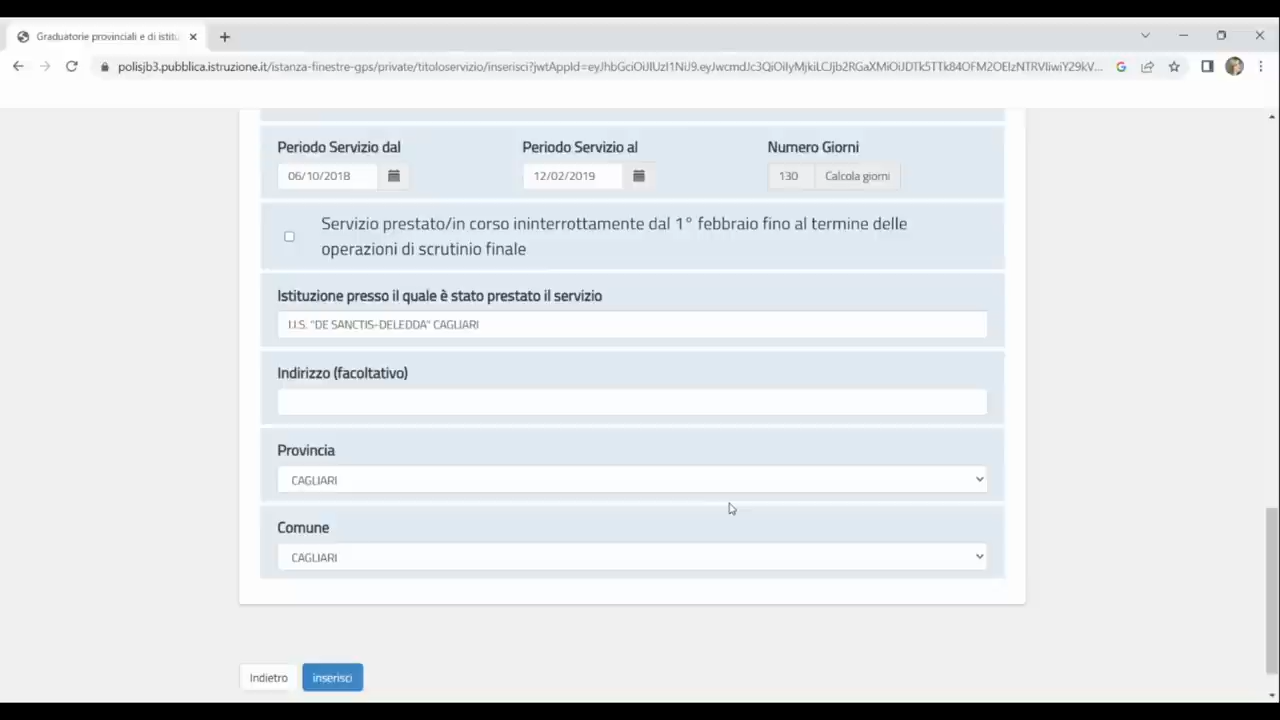 Graduatorie provinciali e di istitu
polisjb3.pubblica.istruzione.it/istanza-finestre-gps/private/titoloservizio/inserisci?jwtAppId=
Periodo Servizio dal
Periodo Servizio al
Numero Giorni
06/10/2018
12/02/2019
130
Calcola giorni
Servizio prestato/in corso ininterrottamente dal 1° febbraio fino al termine delle
operazioni di scrutinio finale
Istituzione presso il quale è stato prestato il servizio
I.I.S. "DE SANCTIS-DELEDDA" CAGLIARI
Indirizzo (facoltativo)
Provincia
CAGLIARI
Comune
CAGLIARI
Indietro
inserisci